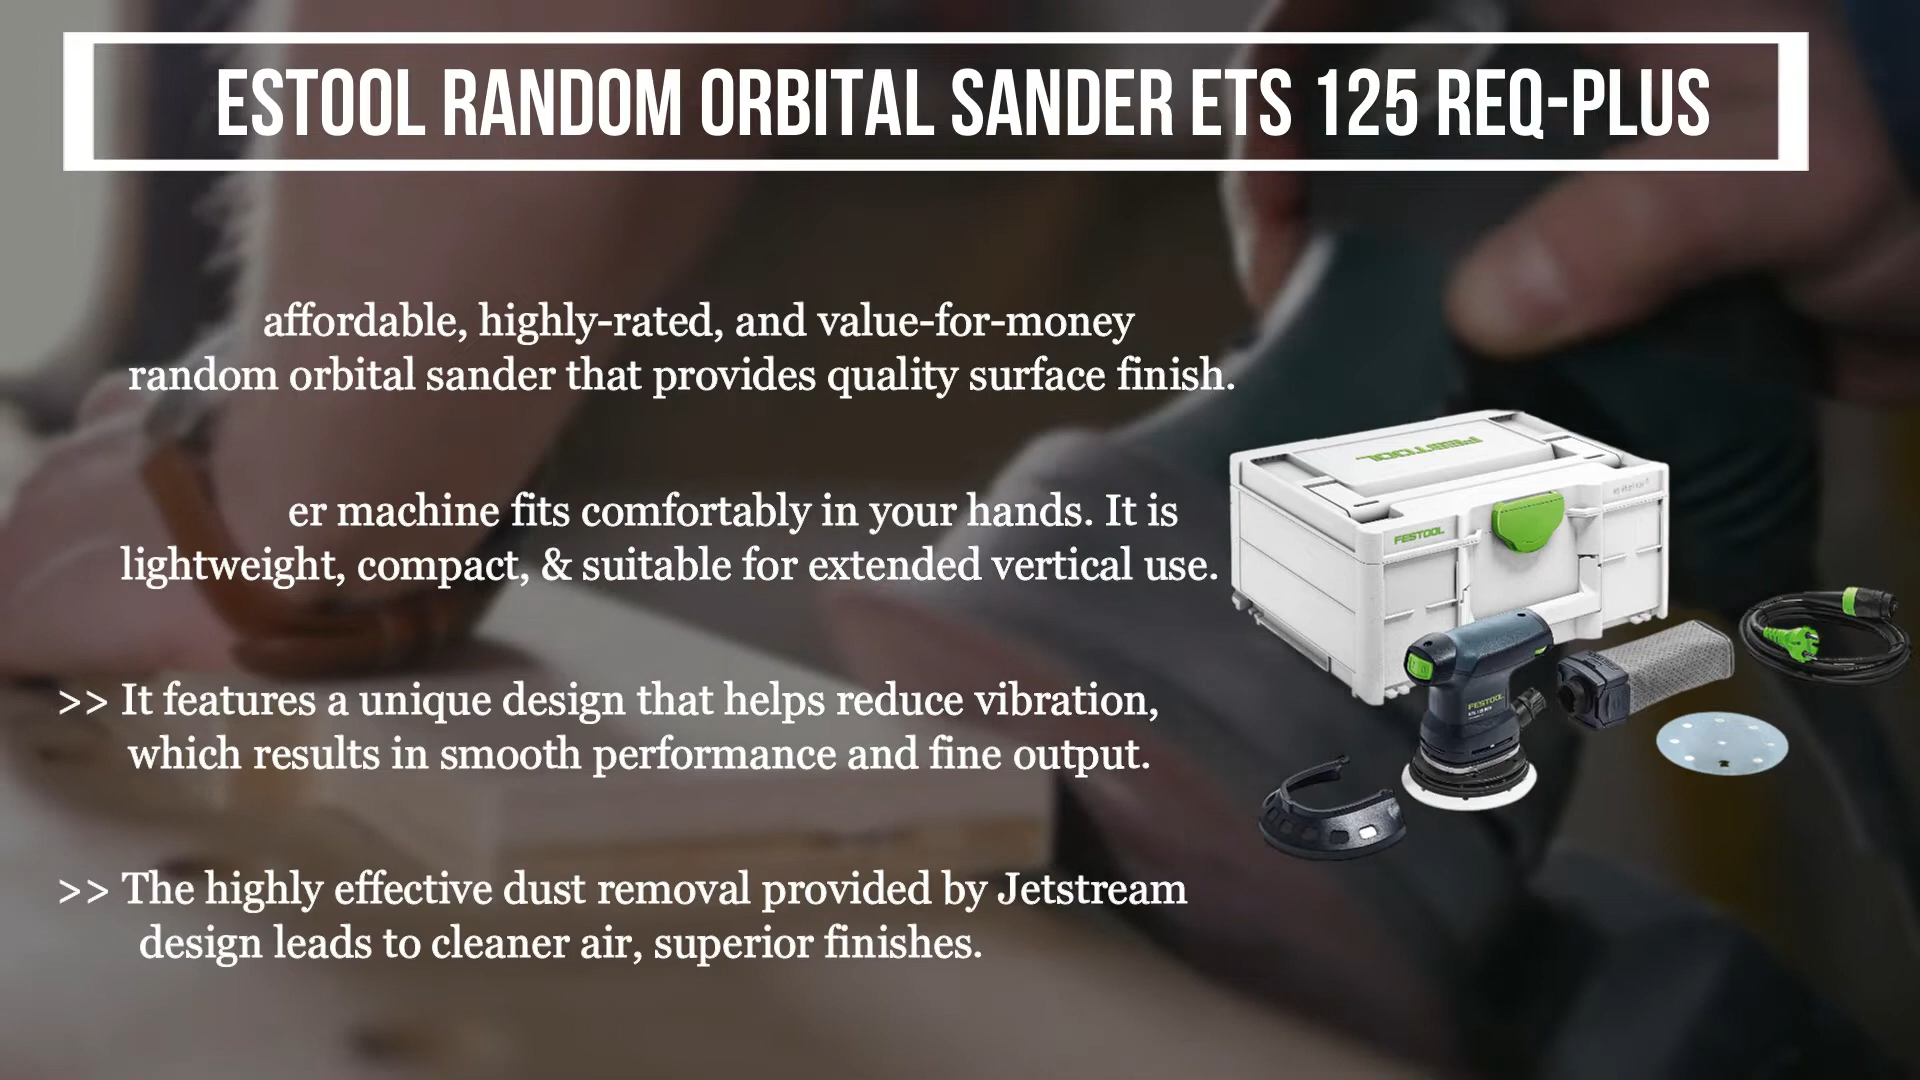 ESTOOL RANDOM ORBITAL SANDER ETS 125 REQ-PLUS
affordable, highly-rated, and value-for-money
random orbital sander that provides quality surface finish.
er machine fits comfortably in your hands. It is
lightweight, compact, & suitable for extended vertical use.
>> It features a unique design that helps reduce vibration,
which results in smooth performance and fine output.
>> The highly effective dust removal provided by Jetstream
design leads to cleaner air, superior finishes.
FESTOOL
FESTOOL
FESTOOL